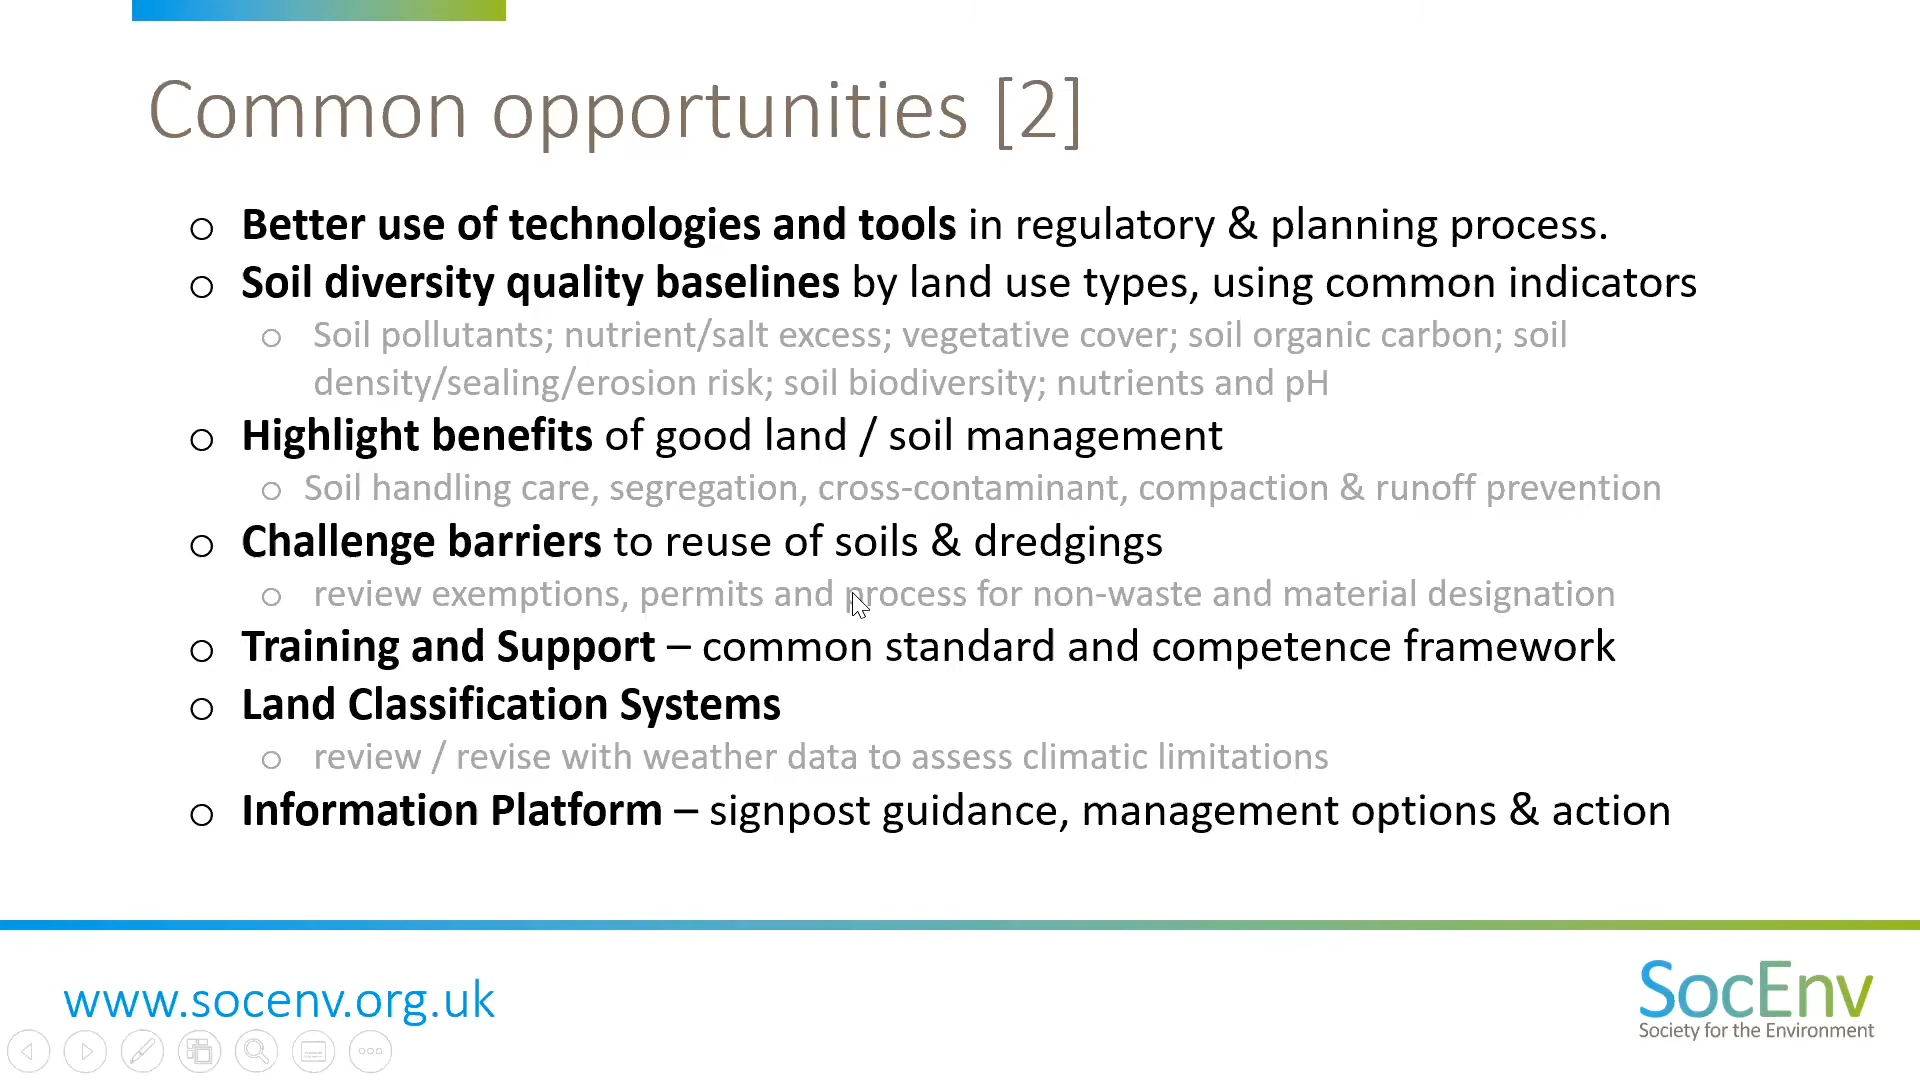 Common opportunities [2]
Better use of technologies and tools in regulatory & planning process.
Soil diversity quality baselines by land use types, using common indicators
Soil pollutants; nutrient/salt excess; vegetative cover; soil organic carbon; soil
density/sealing/erosion risk; soil biodiversity; nutrients and pH
Highlight benefits of good land / soil management
Soil handling care, segregation, cross-contaminant, compaction & runoff prevention
Challenge barriers to reuse of soils & dredgings
review exemptions, permits and process for non-waste and material designation
Training and Support – common standard and competence framework
Land Classification Systems
review / revise with weather data to assess climatic limitations
Information Platform – signpost guidance, management options & action
www.socenv.org.uk
SocEnv
Society for the Environment